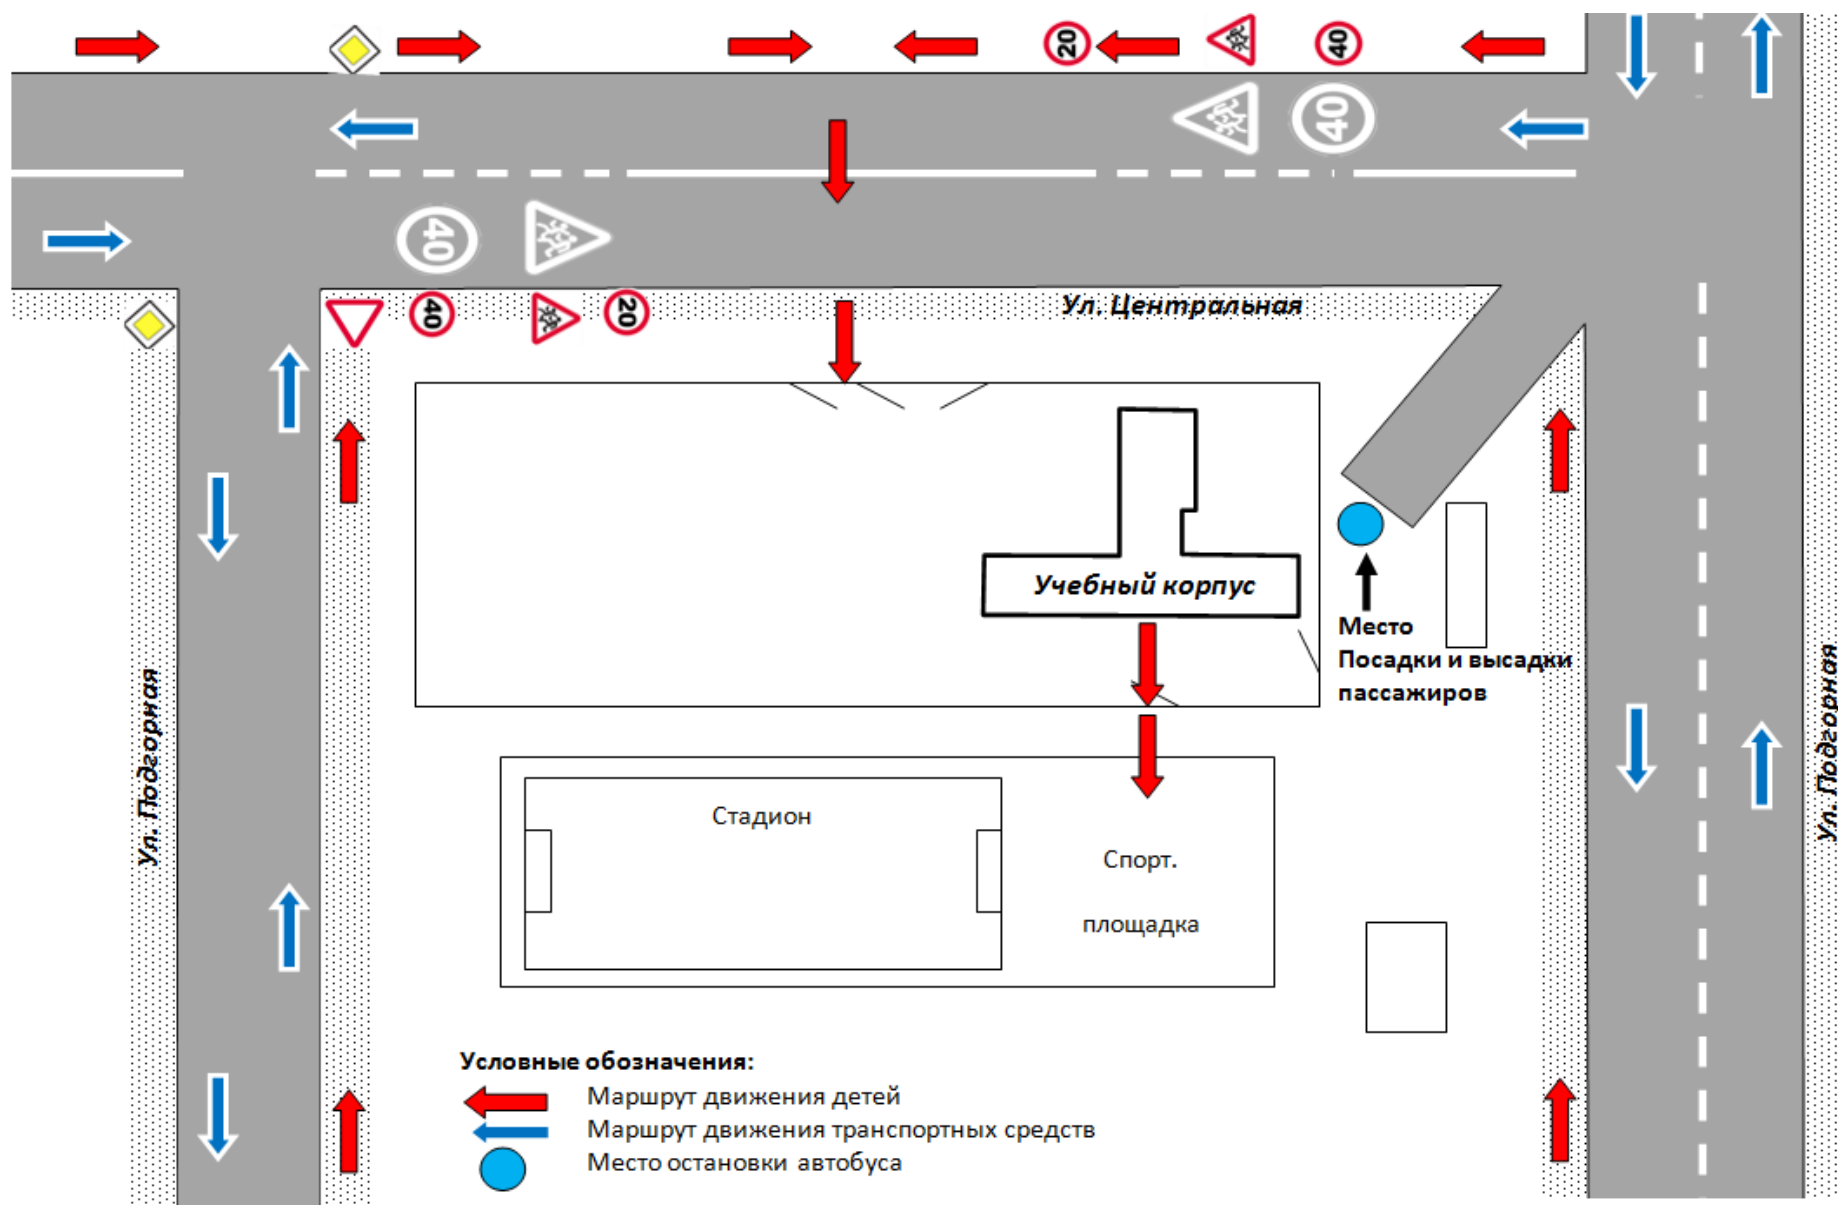 20
40
40
40
40
20
Ул. Центральная
Учебный корпус
Место
Посадки и высадки
пассажиров
Ул. Подгорная
Ул. Подгорная
Стадион
Спорт.
площадка
Условные обозначения:
Маршрут движения детей
Маршрут движения транспортных средств
Место остановки автобуса